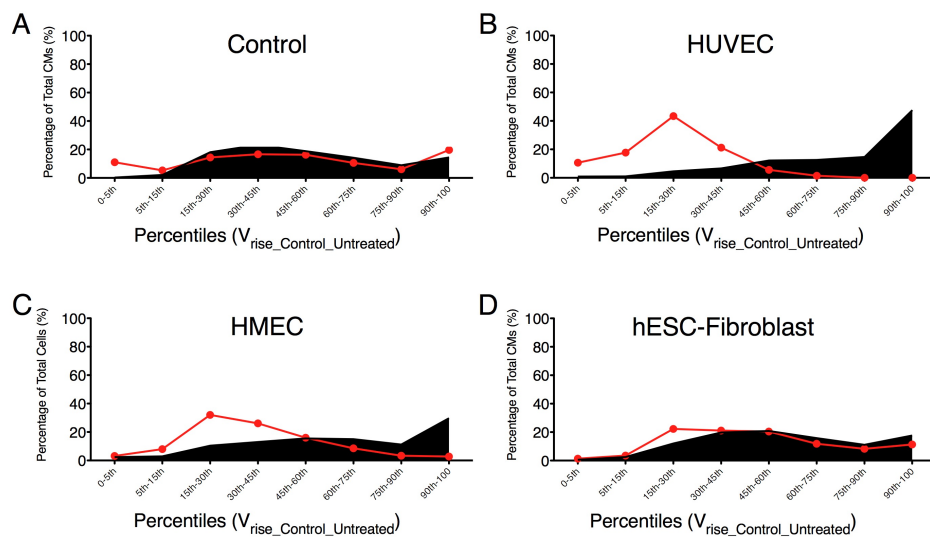 A
Control
Percentage of Total CMs (%)
100
80
60
40
20
0
0-5th
5th-15th
15th-30th
30th-45th
45th-60th
60th-75th
75th-90th
90th-100
Percentiles (Vrise_Control_Untreated)
B
HUVEC
Percentage of Total CMs (%)
100
80
60
40
20
0
0-5th
5th-15th
15th-30th
30th-45th
45th-60th
60th-75th
75th-90th
90th-100
Percentiles (Vrise_Control_Untreated)
C
HMEC
Percentage of Total Cells (%)
100
80
60
40
20
0
0-5th
5th-15th
15th-30th
30th-45th
45th-60th
60th-75th
75th-90th
90th-100
Percentiles (Vrise_Control_Untreated)
D
hESC-Fibroblast
Percentage of Total CMs (%)
100
80
60
40
20
0
0-5th
5th-15th
15th-30th
30th-45th
45th-60th
60th-75th
75th-90th
90th-100
Percentiles (Vrise_Control_Untreated)